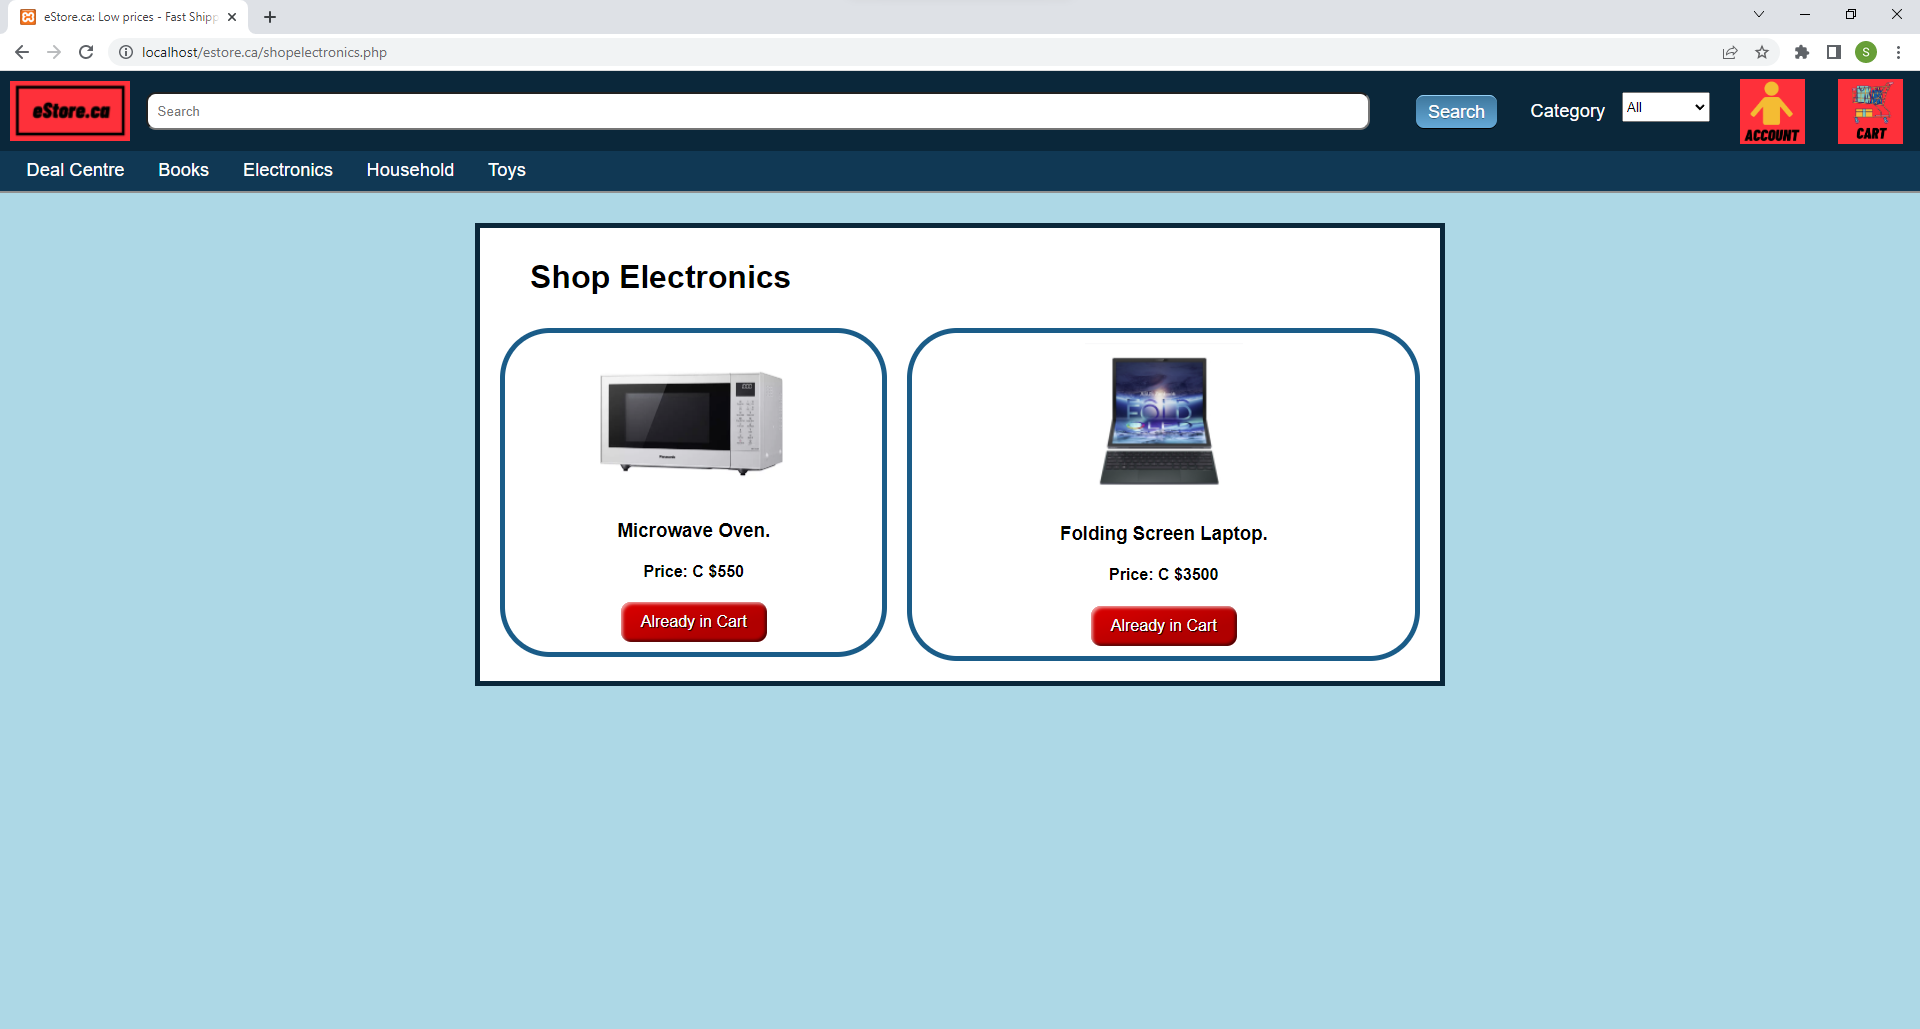 eStore.ca: Low prices - Fast Shipp
localhost/estore.ca/shopelectronics.php
S
eStore.ca
Search
Search
Category
All
ACCOUNT
CART
Deal Centre
Books
Electronics
Household
Toys
Shop Electronics
Panasonic
FOLD
Microwave Oven.
Folding Screen Laptop.
Price: C $550
Price: C $3500
Already in Cart
Already in Cart